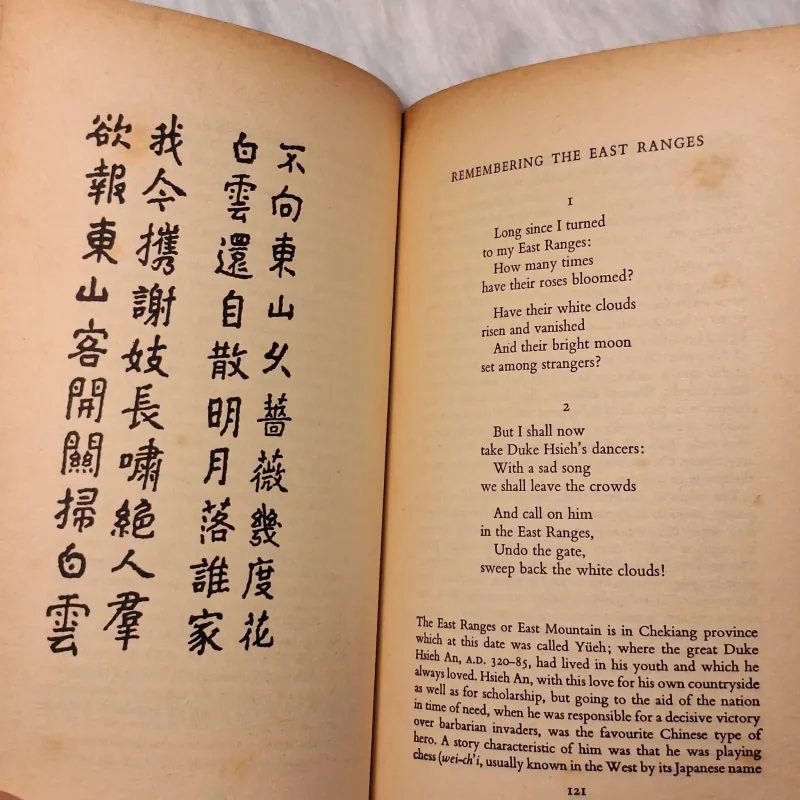 不向東山久薔薇幾度花
白雲還自散明月落誰家
我今攜謝妓長嘯絶人羣
欲報東山客開關掃白雲
REMEMBERING THE EAST RANGES
1
Long since I turned
to my East Ranges:
How many times
have their roses bloomed?
Have their white clouds
risen and vanished
And their bright moon
set among strangers?
2
But I shall now
take Duke Hsieh's dancers:
With a sad song
we shall leave the crowds
And call on him
in the East Ranges,
Undo the gate,
sweep back the white clouds!
The East Ranges or East Mountain is in Chekiang province
which at this date was called Yüeh; where the great Duke
Hsieh An, A.D. 320–85, had lived in his youth and which he
always loved. Hsieh An, with this love for his own countryside
as well as for scholarship, but going to the aid of the nation
in time of need, when he was responsible for a decisive victory
over barbarian invaders, was the favourite Chinese type of
hero. A story characteristic of him was that he was playing
chess (wei-ch'i, usually known in the West by its Japanese name
121